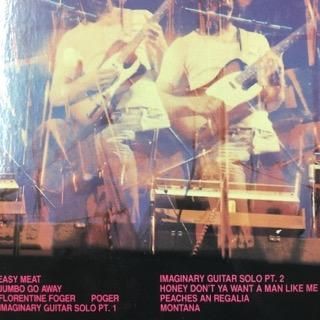 EASY MEAT
JUMBO GO AWAY
FLORENTINE FOGER POGER
IMAGINARY GUITAR SOLO PT. 1
IMAGINARY GUITAR SOLO PT. 2
HONEY DON'T YA WANT A MAN LIKE ME
PEACHES AN REGALIA
MONTANA